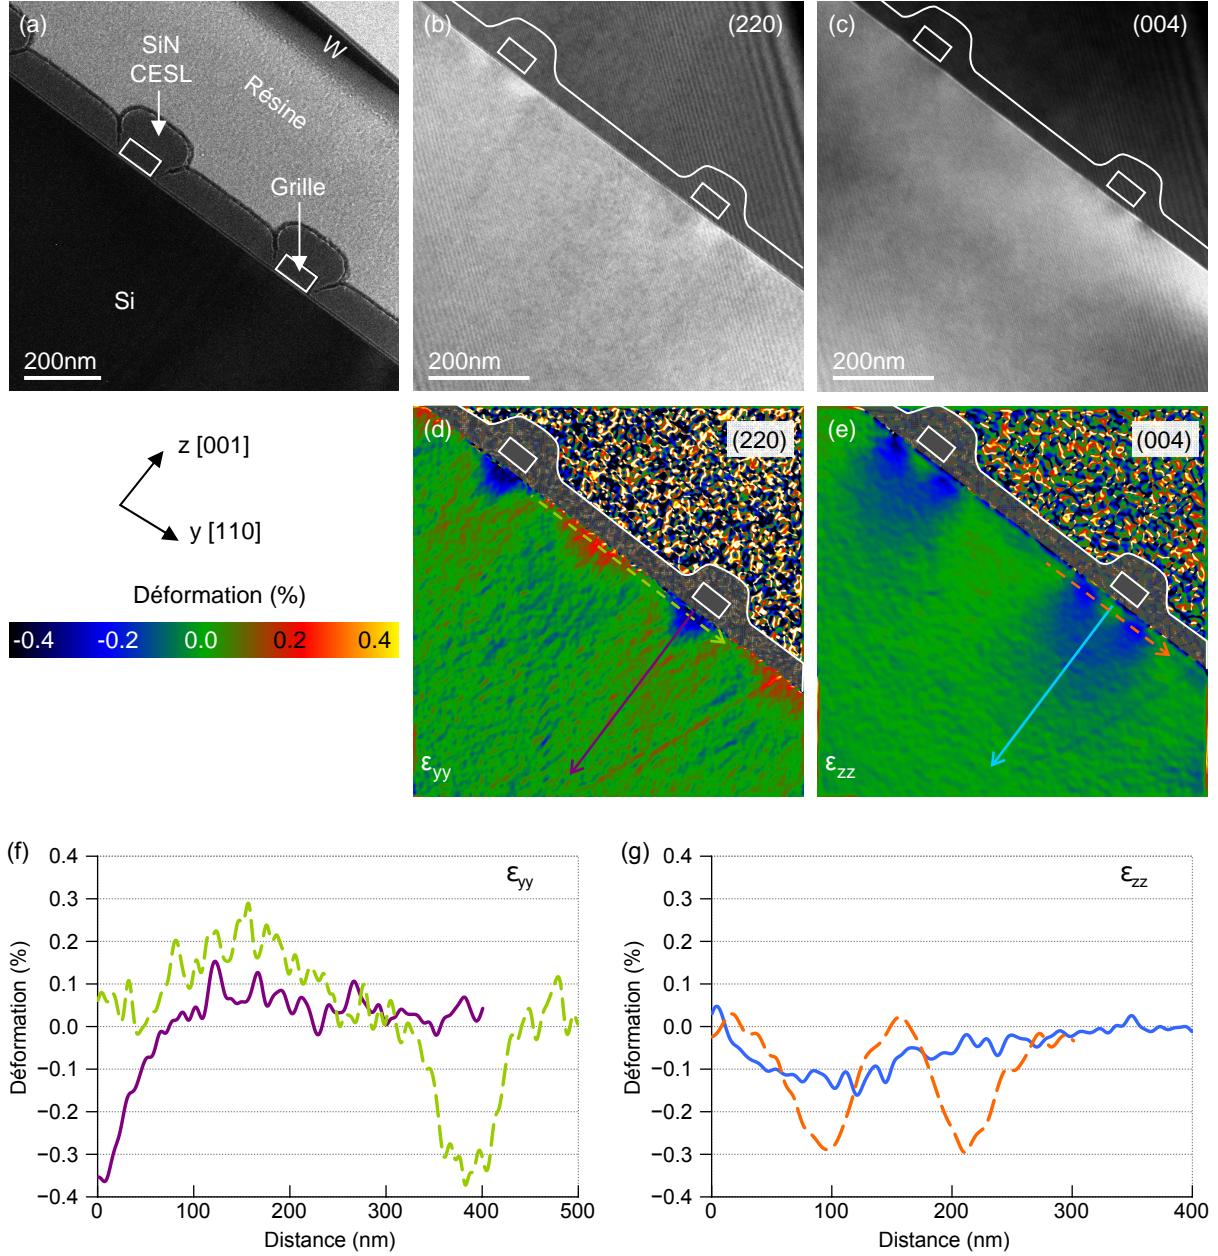 (a)
SiN
CESL
W
Résine
Grille
Si
200nm
(b)
(220)
200nm
(c)
(004)
200nm
z [001]
y [110]
Déformation (%)
-0.4 -0.2 0.0 0.2 0.4
(d)
(220)
εyy
(e)
(004)
εzz
(f)
εyy
Déformation (%)
0.4
0.3
0.2
0.1
0.0
−0.1
−0.2
−0.3
−0.4
0 100 200 300 400 500
Distance (nm)
(g)
εzz
Déformation (%)
0.4
0.3
0.2
0.1
0.0
−0.1
−0.2
−0.3
−0.4
0 100 200 300 400
Distance (nm)